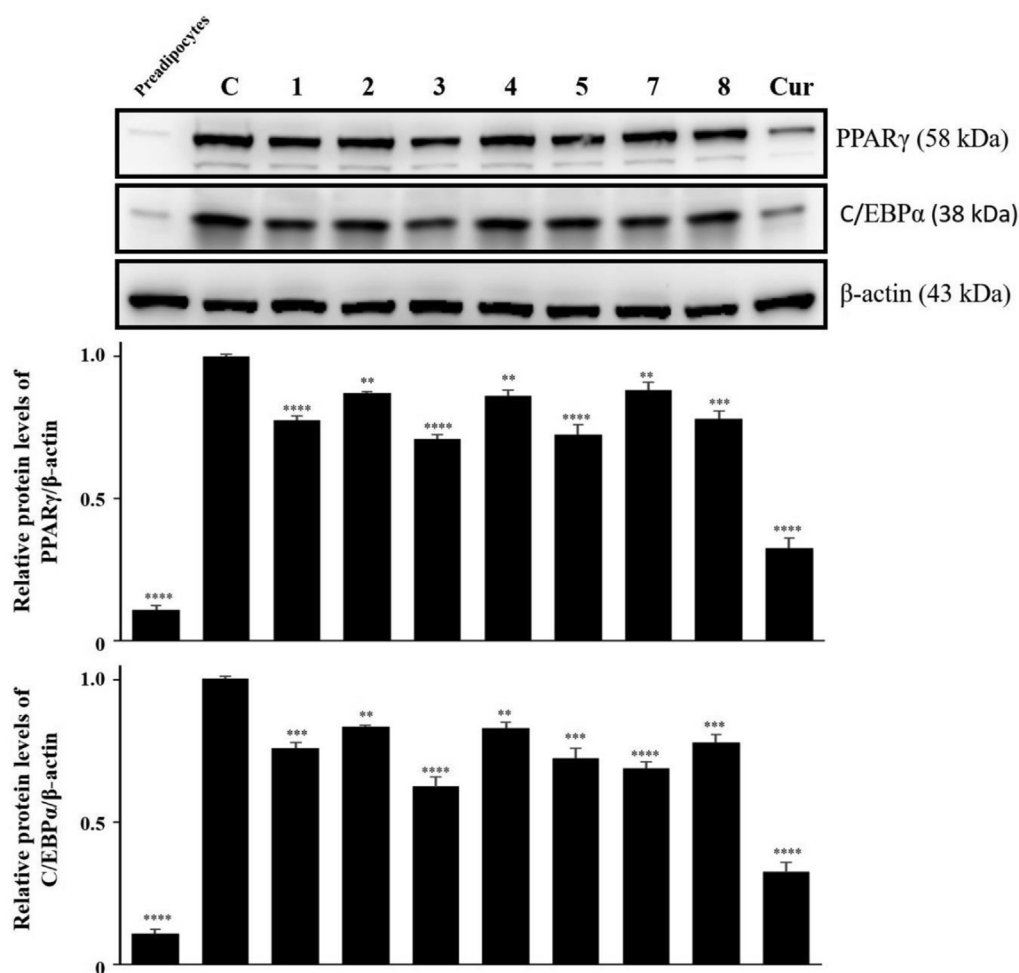 Preadipocytes
C 1 2 3 4 5 7 8 Cur
PPARγ (58 kDa)
C/EBPα (38 kDa)
β-actin (43 kDa)
Relative protein levels of
PPARγ/β-actin
1.0
0.5
0
**** **** ** **** ** **** ** *** ****
Relative protein levels of
C/EBPα/β-actin
1.0
0.5
0
**** *** ** **** ** *** **** *** ****